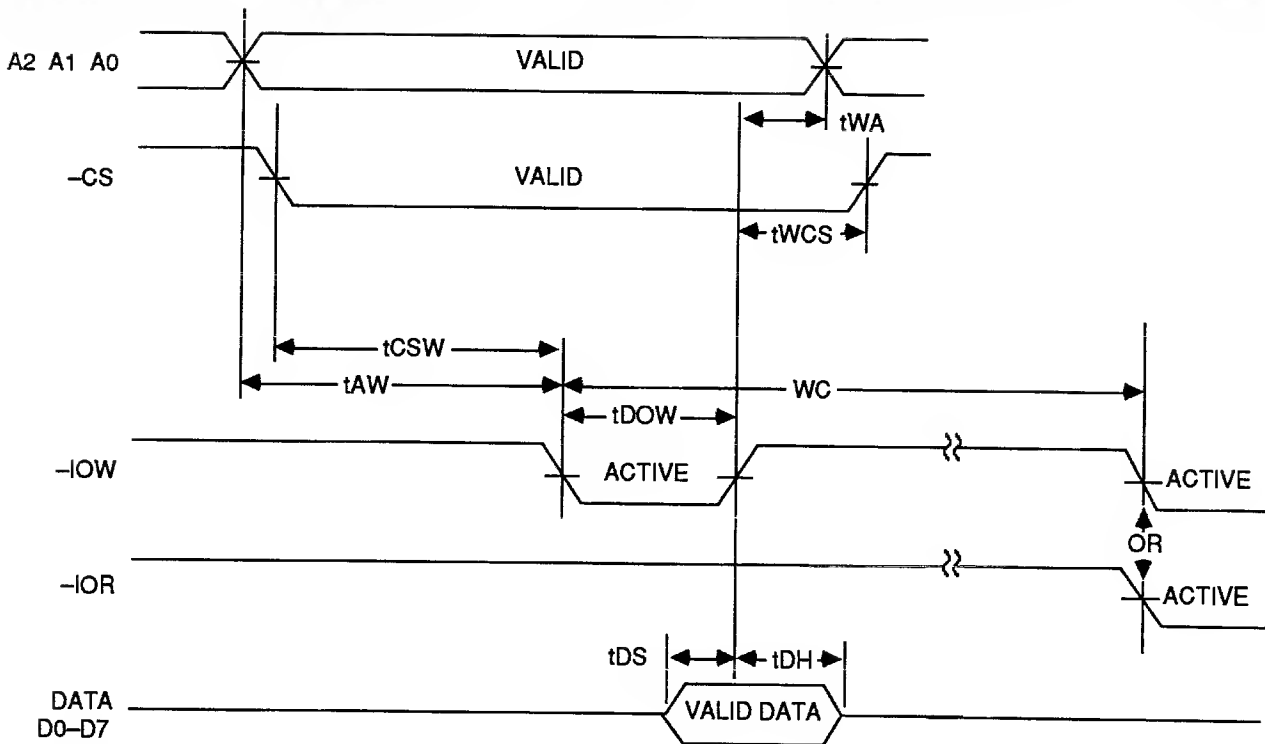 A2 A1 A0
VALID
tWA
–CS
VALID
tWCS
tCSW
tAW
WC
tDOW
–IOW
ACTIVE
ACTIVE
OR
–IOR
ACTIVE
tDS
tDH
DATA
D0–D7
VALID DATA